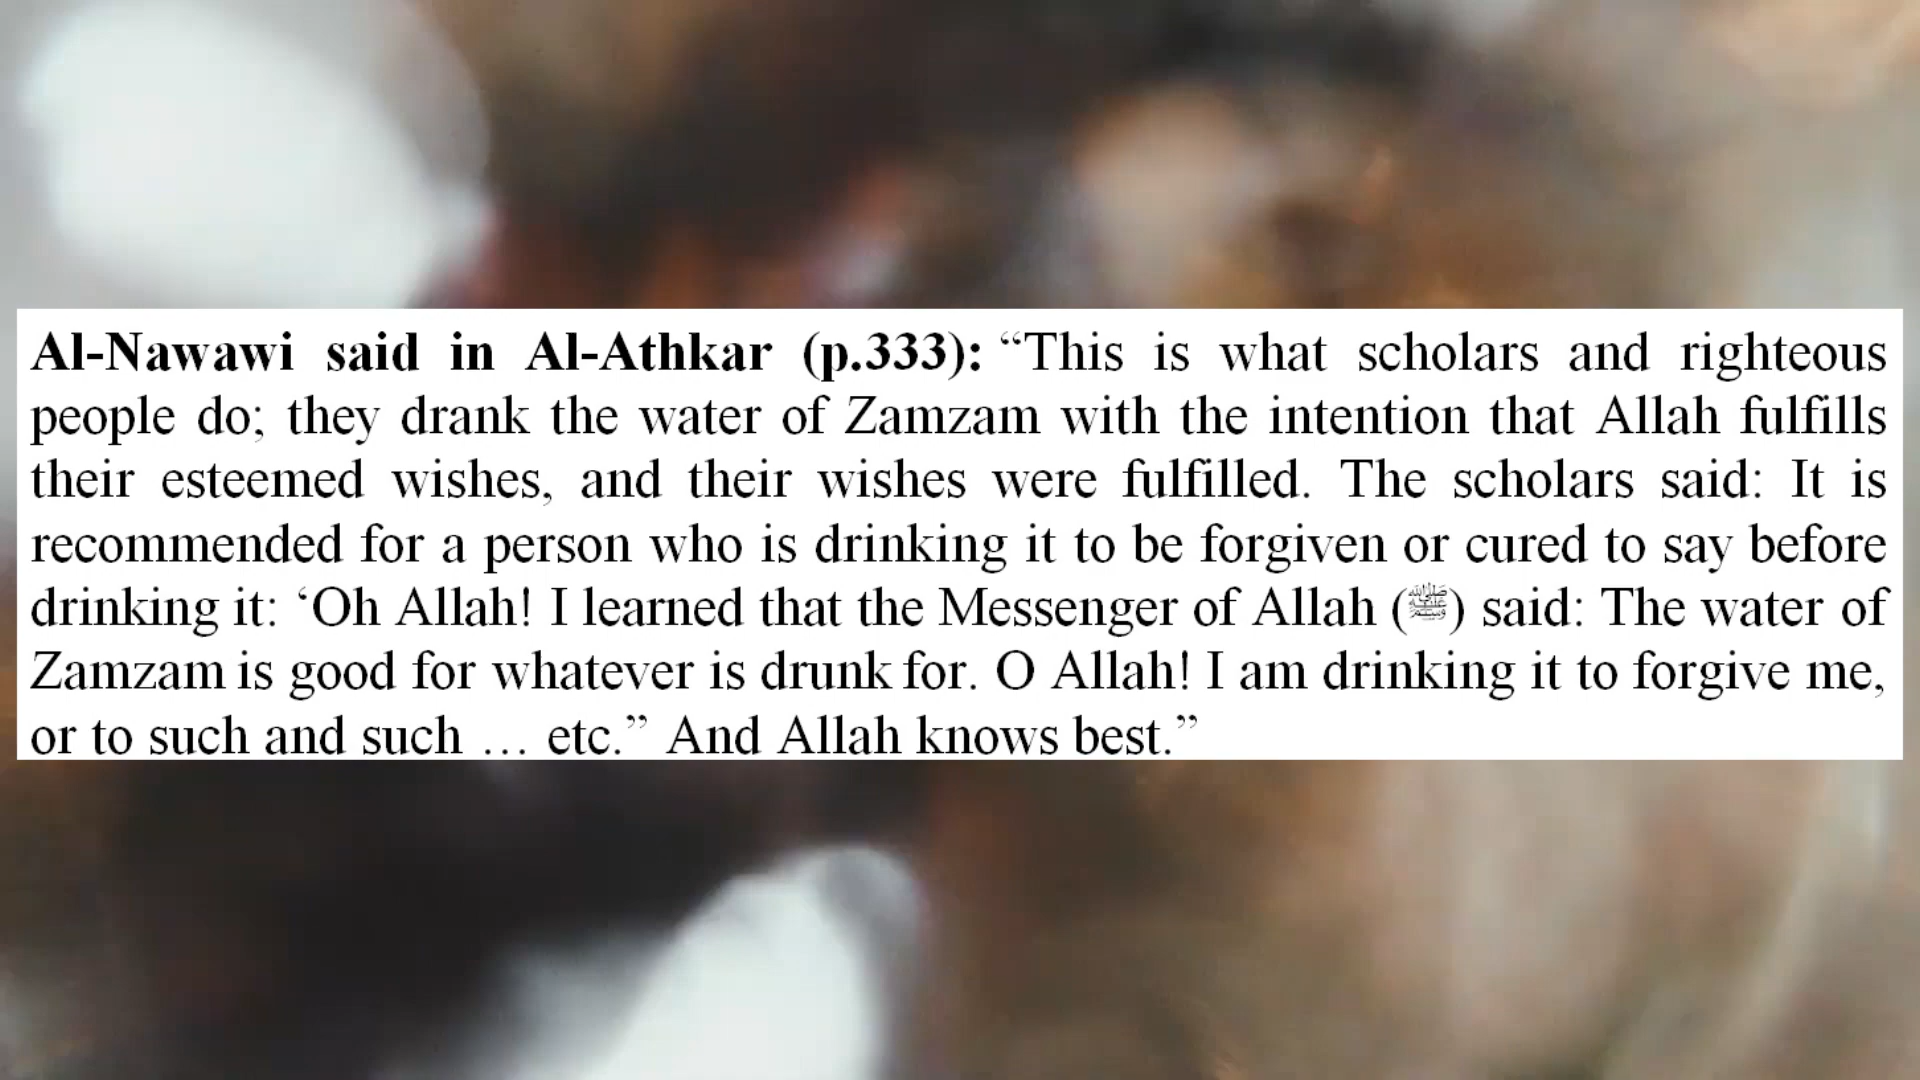 Al-Nawawi said in Al-Athkar (p.333): “This is what scholars and righteous
people do; they drank the water of Zamzam with the intention that Allah fulfills
their esteemed wishes, and their wishes were fulfilled. The scholars said: It is
recommended for a person who is drinking it to be forgiven or cured to say before
drinking it: ‘Oh Allah! I learned that the Messenger of Allah (ﷺ) said: The water of
Zamzam is good for whatever is drunk for. O Allah! I am drinking it to forgive me,
or to such and such … etc.” And Allah knows best.”